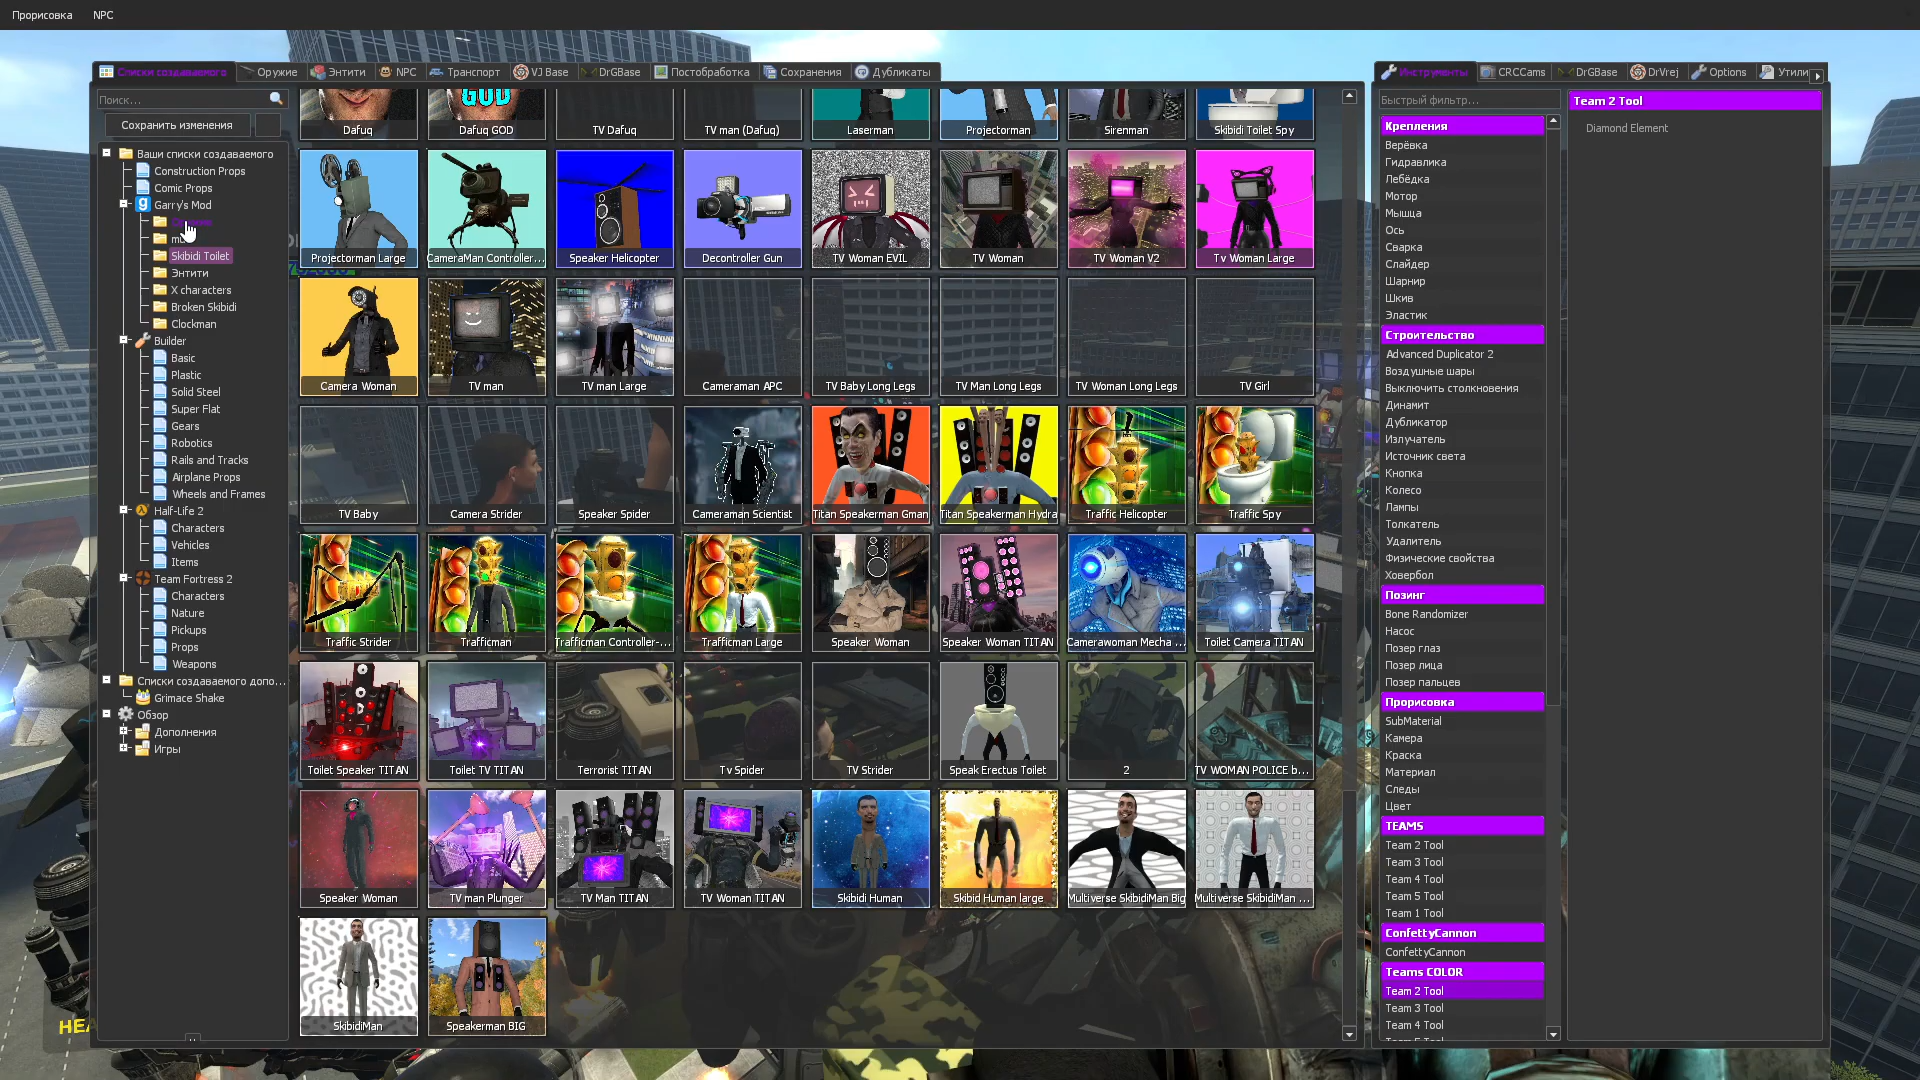 Прорисовка NPC
Списки создаваемого Оружие Энтити NPC Транспорт VJ Base DrGBase Постобработка Сохранения Дубликаты
Поиск...
Сохранить изменения
Ваши списки создаваемого
Construction Props
Comic Props
Garry's Mod
Skibidi Toilet
Энтити
X characters
Broken Skibidi
Clockman
Builder
Basic
Plastic
Solid Steel
Super Flat
Gears
Robotics
Rails and Tracks
Airplane Props
Wheels and Frames
Half-Life 2
Characters
Vehicles
Items
Team Fortress 2
Characters
Nature
Pickups
Props
Weapons
Списки создаваемого допо...
Grimace Shake
Обзор
Дополнения
Игры
HEA
GOD
Dafuq Dafuq GOD TV Dafuq TV man (Dafuq) Laserman Projectorman Sirenman Skibidi Toilet Spy
Projectorman Large CameraMan Controller... Speaker Helicopter Decontroller Gun TV Woman EVIL TV Woman TV Woman V2 Tv Woman Large
Camera Woman TV man TV man Large Cameraman APC TV Baby Long Legs TV Man Long Legs TV Woman Long Legs TV Girl
TV Baby Camera Strider Speaker Spider Cameraman Scientist Titan Speakerman Gman Titan Speakerman Hydra Traffic Helicopter Traffic Spy
Traffic Strider Trafficman Trafficman Controller-... Trafficman Large Speaker Woman Speaker Woman TITAN Camerawoman Mecha ... Toilet Camera TITAN
Toilet Speaker TITAN Toilet TV TITAN Terrorist TITAN Tv Spider TV Strider Speak Erectus Toilet 2 TV WOMAN POLICE b...
Speaker Woman TV man Plunger TV Man TITAN TV Woman TITAN Skibidi Human Skibid Human large Multiverse SkibidiMan Big Multiverse SkibidiMan ...
SkibidiMan Speakerman BIG
Инструменты CRCCams DrGBase DrVrej Options Утили
Быстрый фильтр...
Крепления
Верёвка
Гидравлика
Лебёдка
Мотор
Мышца
Ось
Сварка
Слайдер
Шарнир
Шкив
Эластик
Строительство
Advanced Duplicator 2
Воздушные шары
Выключить столкновения
Динамит
Дубликатор
Излучатель
Источник света
Кнопка
Колесо
Лампы
Толкатель
Удалитель
Физические свойства
Ховербол
Позинг
Bone Randomizer
Насос
Позер глаз
Позер лица
Позер пальцев
Прорисовка
SubMaterial
Камера
Краска
Материал
Следы
Цвет
TEAMS
Team 2 Tool
Team 3 Tool
Team 4 Tool
Team 5 Tool
Team 1 Tool
ConfettyCannon
ConfettyCannon
Teams COLOR
Team 2 Tool
Team 3 Tool
Team 4 Tool
Team 2 Tool
Diamond Element